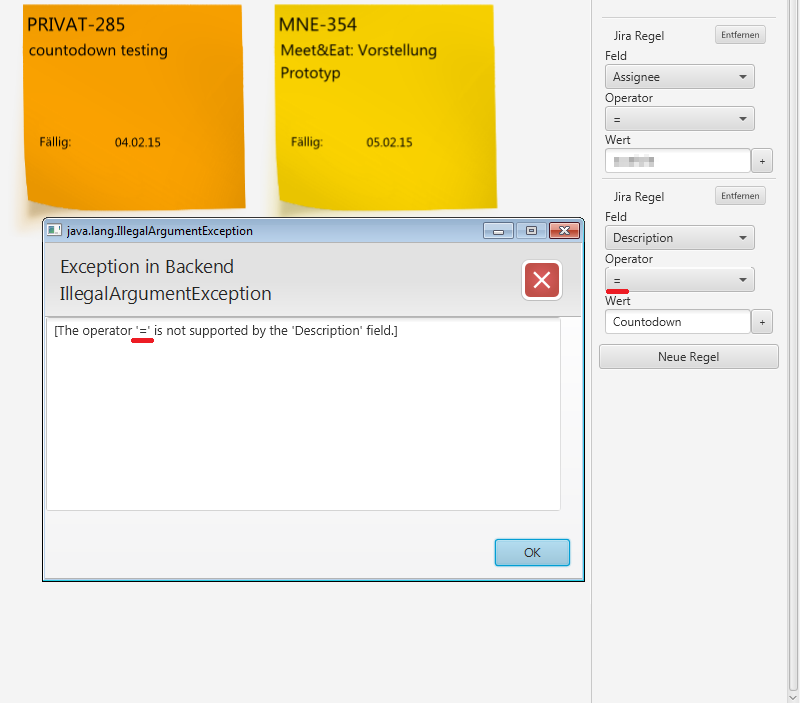 PRIVAT-285
countodown testing
Fällig: 04.02.15
MNE-354
Meet&Eat: Vorstellung
Prototyp
Fällig: 05.02.15
java.lang.IllegalArgumentException
Exception in Backend
IllegalArgumentException
[The operator '=' is not supported by the 'Description' field.]
OK
Jira Regel Entfernen
Feld
Assignee
Operator
=
Wert
+
Jira Regel Entfernen
Feld
Description
Operator
=
Wert
Countodown +
Neue Regel